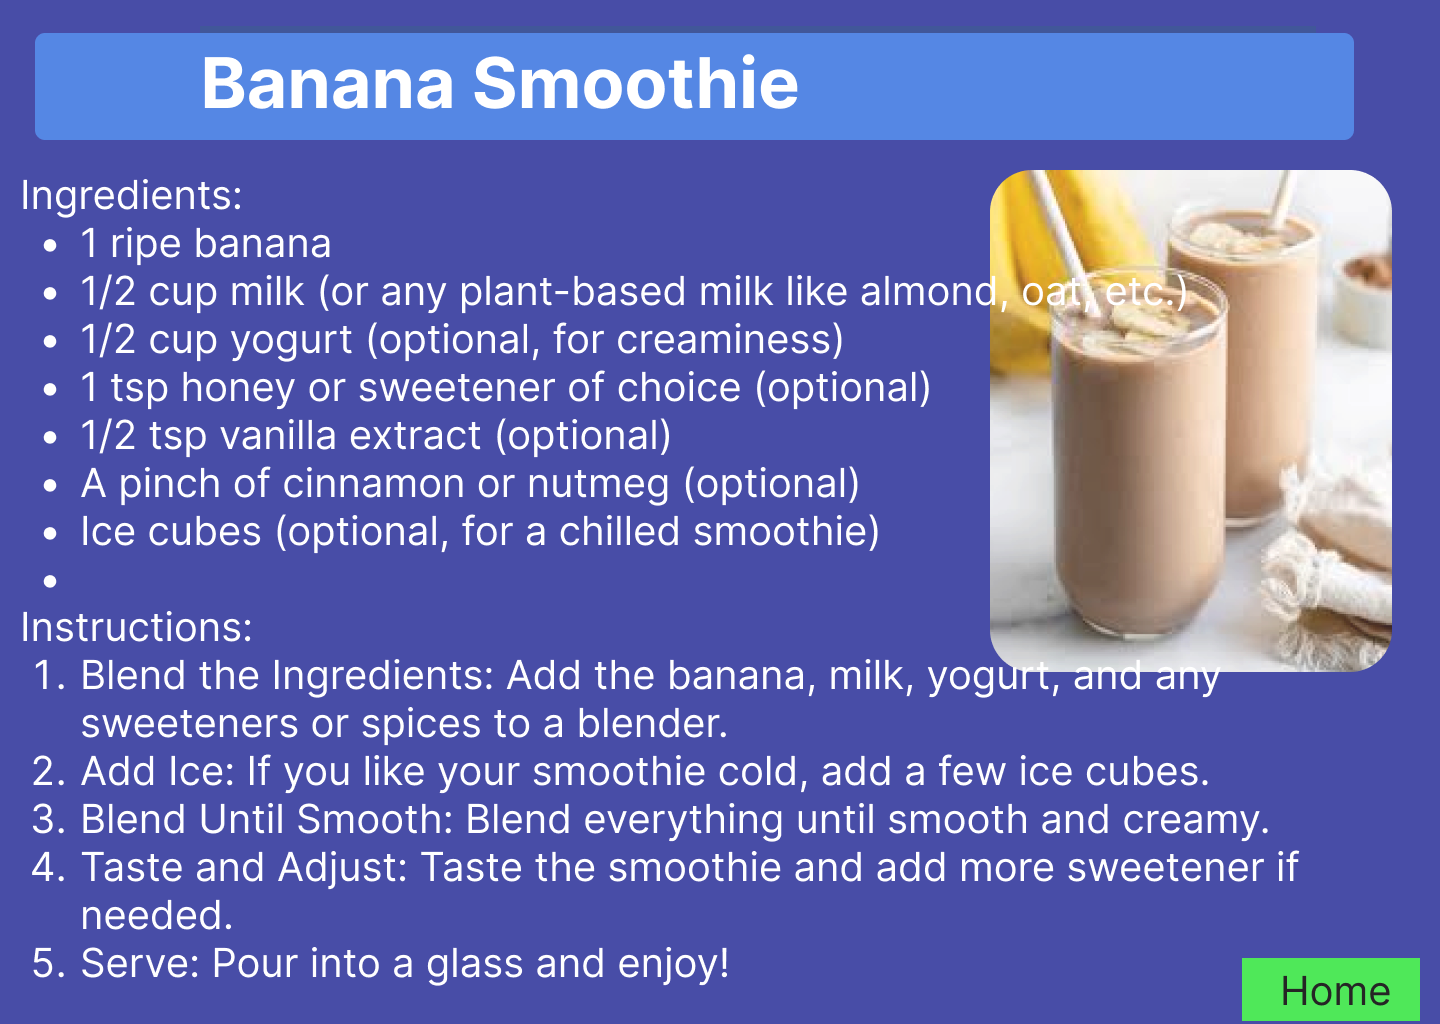 Banana Smoothie
Ingredients:
• 1 ripe banana
• 1/2 cup milk (or any plant-based milk like almond, oat, etc.)
• 1/2 cup yogurt (optional, for creaminess)
• 1 tsp honey or sweetener of choice (optional)
• 1/2 tsp vanilla extract (optional)
• A pinch of cinnamon or nutmeg (optional)
• Ice cubes (optional, for a chilled smoothie)
•
Instructions:
1. Blend the Ingredients: Add the banana, milk, yogurt, and any
sweeteners or spices to a blender.
2. Add Ice: If you like your smoothie cold, add a few ice cubes.
3. Blend Until Smooth: Blend everything until smooth and creamy.
4. Taste and Adjust: Taste the smoothie and add more sweetener if
needed.
5. Serve: Pour into a glass and enjoy!
Home